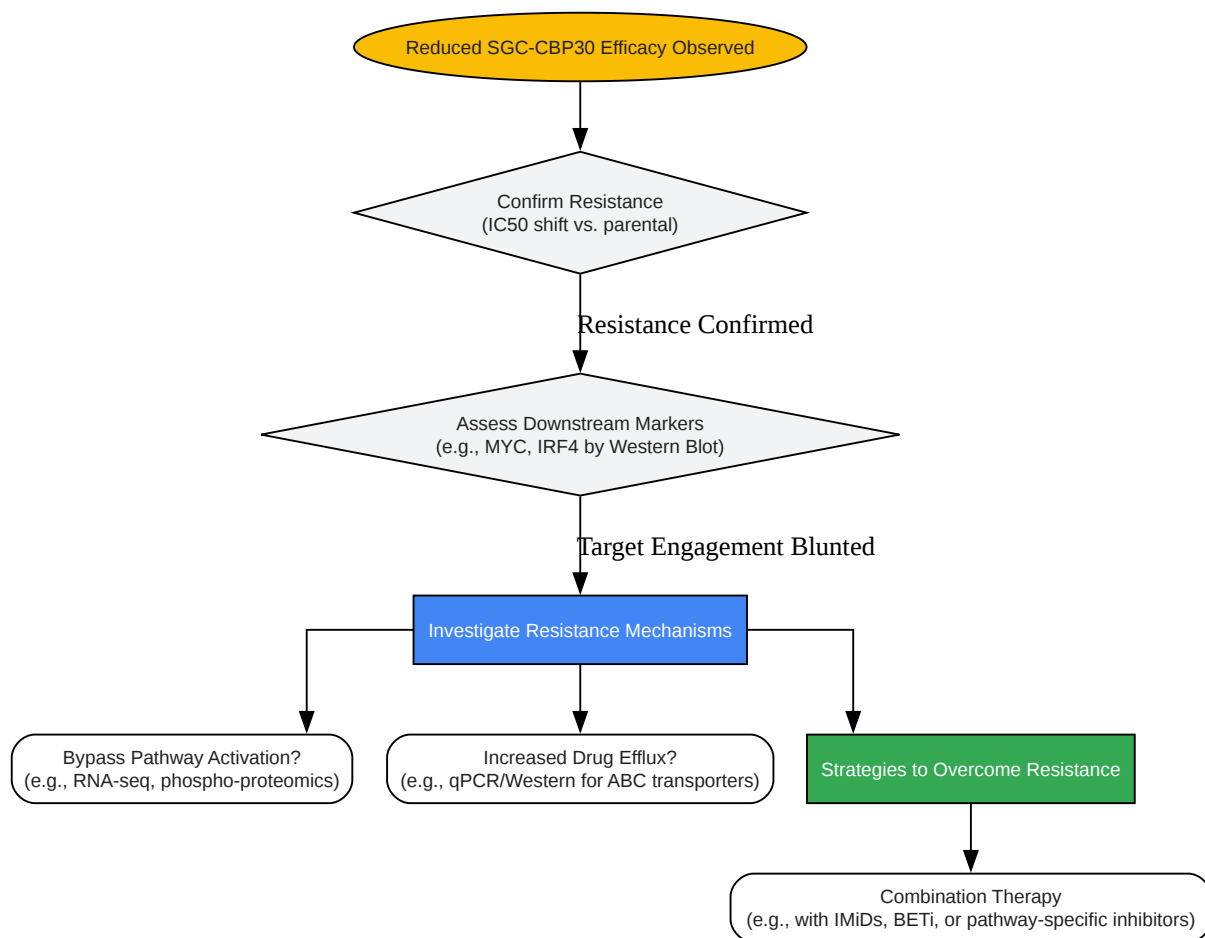 Reduced SGC-CBP30 Efficacy Observed
Confirm Resistance
(IC50 shift vs. parental)
Resistance Confirmed
Assess Downstream Markers
(e.g., MYC, IRF4 by Western Blot)
Target Engagement Blunted
Investigate Resistance Mechanisms
Bypass Pathway Activation?
(e.g., RNA-seq, phospho-proteomics)
Increased Drug Efflux?
(e.g., qPCR/Western for ABC transporters)
Strategies to Overcome Resistance
Combination Therapy
(e.g., with IMiDs, BETi, or pathway-specific inhibitors)